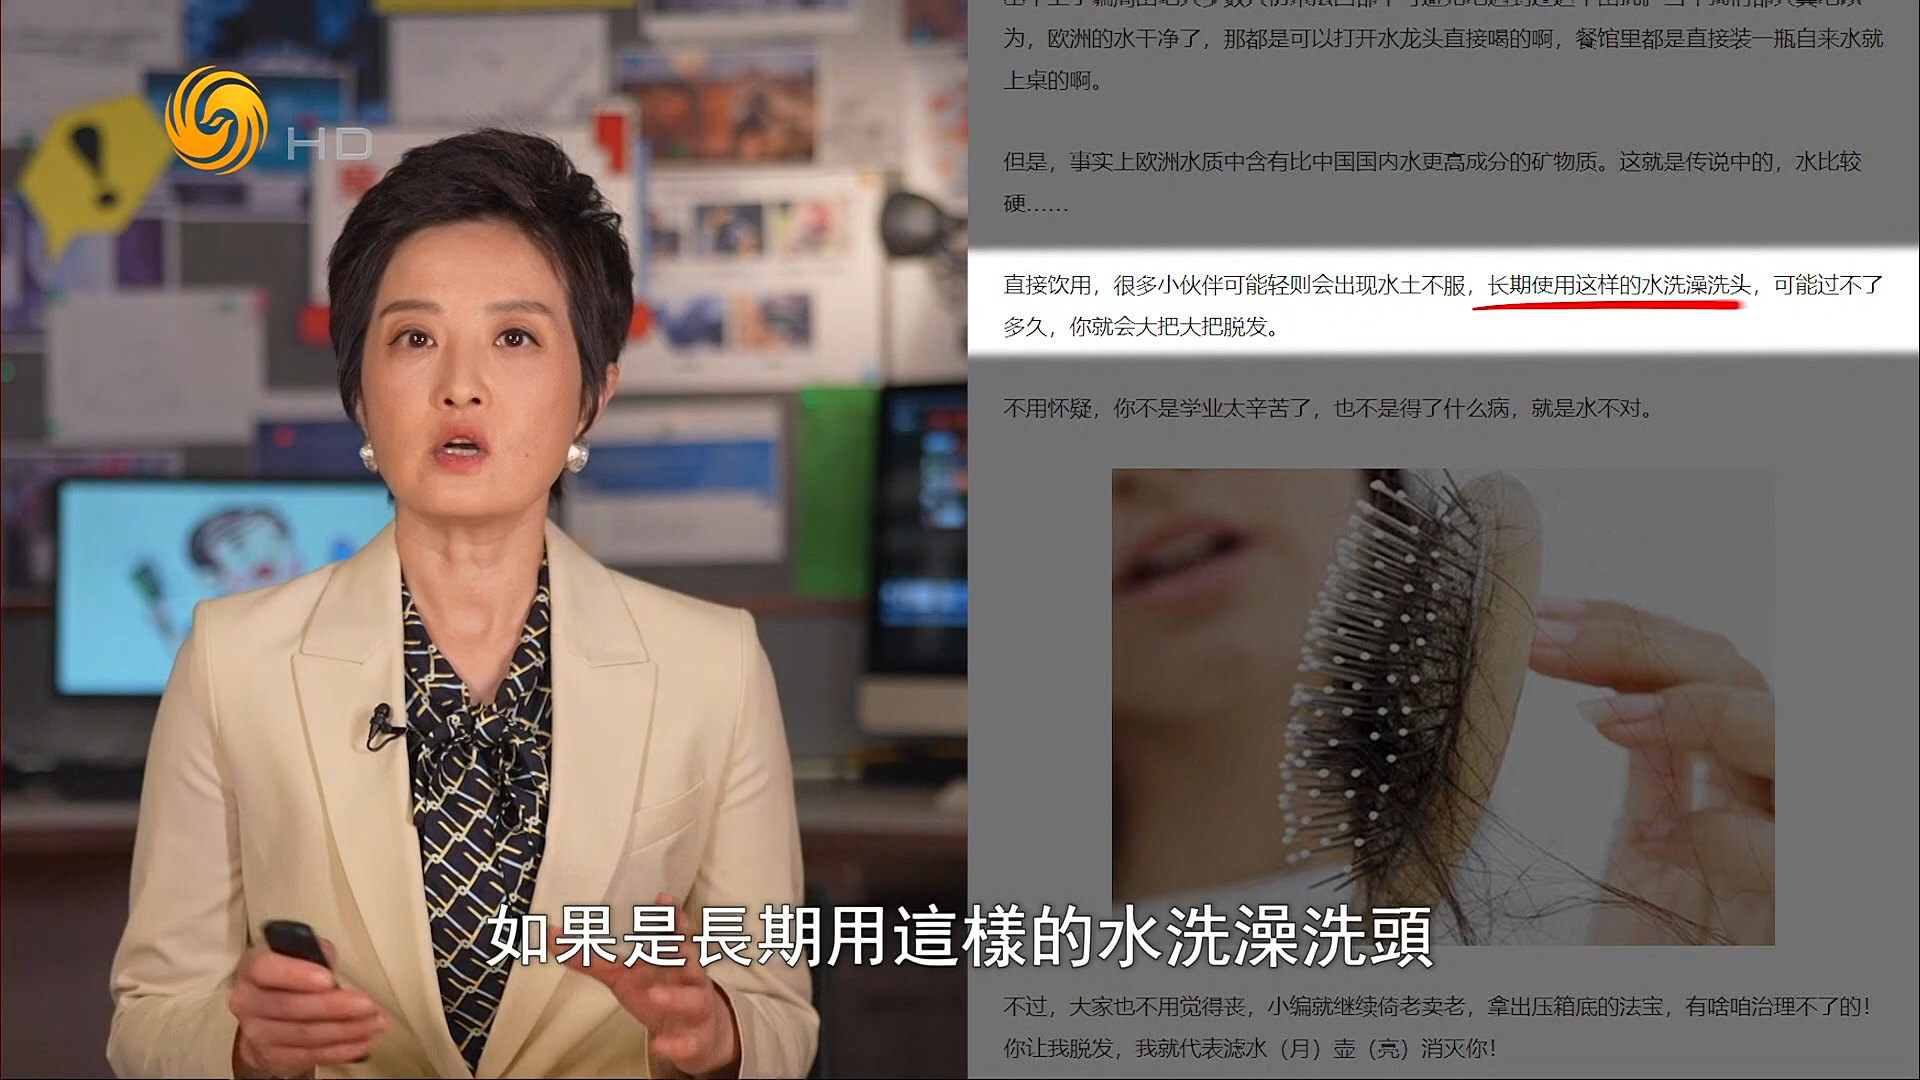 HD
为，欧洲的水干净了，那都是可以打开水龙头直接喝的啊，餐馆里都是直接装一瓶自来水就
上桌的啊。
但是，事实上欧洲水质中含有比中国国内水更高成分的矿物质。这就是传说中的，水比较
硬……
直接饮用，很多小伙伴可能轻则会出现水土不服，长期使用这样的水洗澡洗头，可能过不了
多久，你就会大把大把脱发。
不用怀疑，你不是学业太辛苦了，也不是得了什么病，就是水不对。
如果是長期用這樣的水洗澡洗頭
不过，大家也不用觉得丧，小编就继续倚老卖老，拿出压箱底的法宝，有啥咱治理不了的！
你让我脱发，我就代表滤水（月）壶（亮）消灭你！